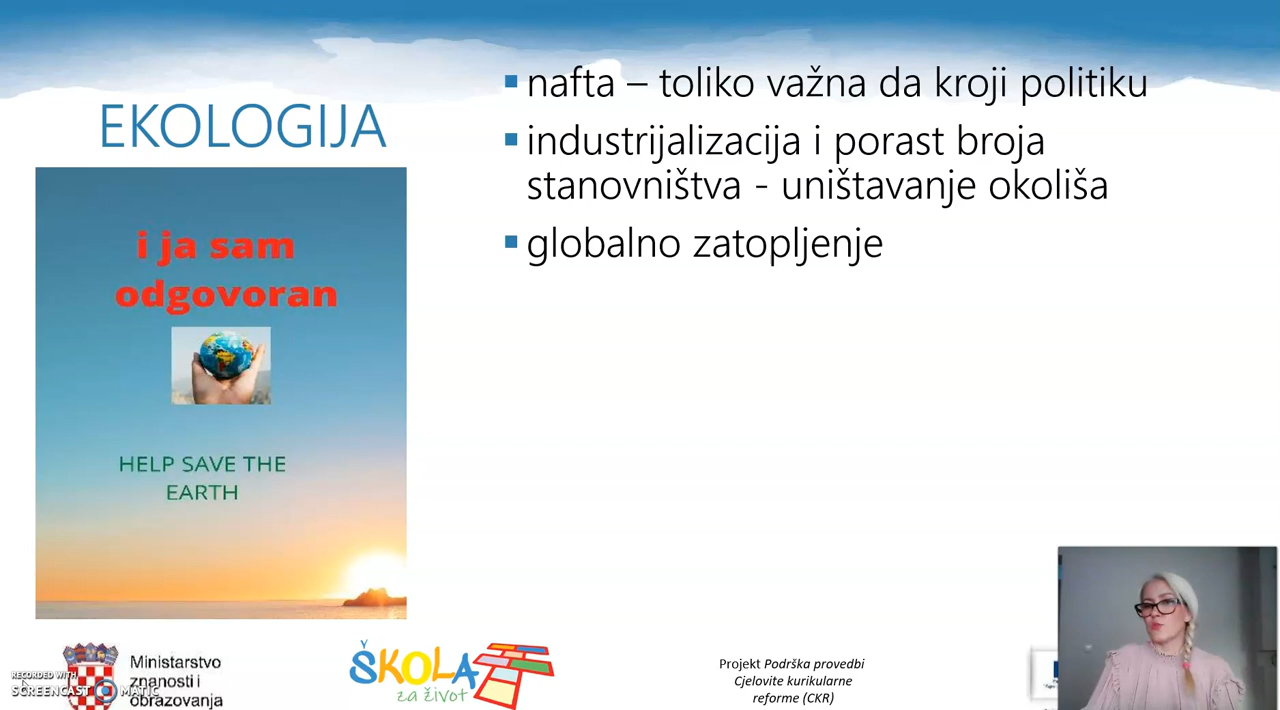 EKOLOGIJA
i ja sam
odgovoran
HELP SAVE THE
EARTH
▪ nafta – toliko važna da kroji politiku
▪ industrijalizacija i porast broja
stanovništva - uništavanje okoliša
▪ globalno zatopljenje
Ministarstvo
znanosti i
obrazovanja
RECORDED WITH
SCREENCAST MATIC
ŠKOLA
za život
Projekt Podrška provedbi
Cjelovite kurikularne
reforme (CKR)